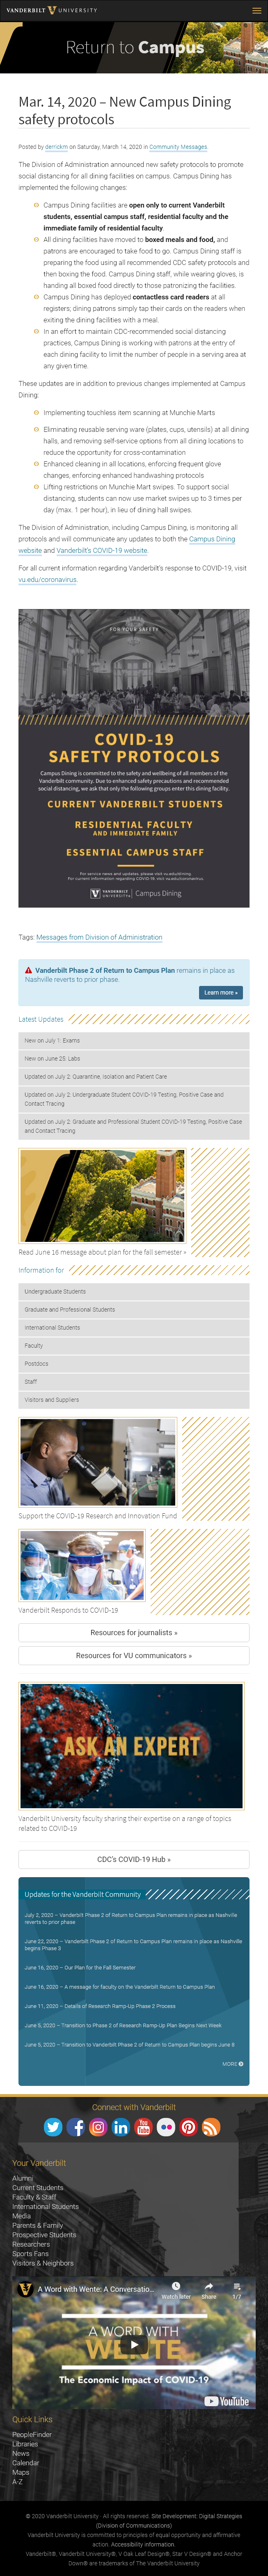 VANDERBILT UNIVERSITY
Return to Campus
Mar. 14, 2020 – New Campus Dining
safety protocols
Posted by derrickm on Saturday, March 14, 2020 in Community Messages.
The Division of Administration announced new safety protocols to promote
social distancing for all dining facilities on campus. Campus Dining has
implemented the following changes:
Campus Dining facilities are open only to current Vanderbilt
students, essential campus staff, residential faculty and the
immediate family of residential faculty.
All dining facilities have moved to boxed meals and food, and
patrons are encouraged to take food to go. Campus Dining staff is
preparing the food using all recommended CDC safety protocols and
then boxing the food. Campus Dining staff, while wearing gloves, is
handing all boxed food directly to those patronizing the facilities.
Campus Dining has deployed contactless card readers at all
registers; dining patrons simply tap their cards on the readers when
exiting the dining facilities with a meal.
In an effort to maintain CDC-recommended social distancing
practices, Campus Dining is working with patrons at the entry of
each dining facility to limit the number of people in a serving area at
any given time.
These updates are in addition to previous changes implemented at Campus
Dining:
Implementing touchless item scanning at Munchie Marts
Eliminating reusable serving ware (plates, cups, utensils) at all dining
halls, and removing self-service options from all dining locations to
reduce the opportunity for cross-contamination
Enhanced cleaning in all locations, enforcing frequent glove
changes, enforcing enhanced handwashing protocols
Lifting restrictions on Munchie Mart swipes. To support social
distancing, students can now use market swipes up to 3 times per
day (max. 1 per hour), in lieu of dining hall swipes.
The Division of Administration, including Campus Dining, is monitoring all
protocols and will communicate any updates to both the Campus Dining
website and Vanderbilt's COVID-19 website.
For all current information regarding Vanderbilt's response to COVID-19, visit
vu.edu/coronavirus.
FOR YOUR SAFETY
COVID-19
SAFETY PROTOCOLS
Campus Dining is committed to the safety and wellbeing of all members of the
Vanderbilt community. To support COVID-19 precautions and recommended
social distancing, we ask that only the following groups use this dining facility:
CURRENT VANDERBILT STUDENTS
RESIDENTIAL FACULTY
AND IMMEDIATE FAMILY
ESSENTIAL CAMPUS STAFF
VANDERBILT UNIVERSITY Campus Dining
Tags: Messages from Division of Administration
Vanderbilt Phase 2 of Return to Campus Plan remains in place as
Nashville reverts to prior phase.
Learn more »
Latest Updates
New on July 1: Exams
New on June 25: Labs
Updated on July 2: Quarantine, Isolation and Patient Care
Updated on July 2: Undergraduate Student COVID-19 Testing, Positive Case and
Contact Tracing
Updated on July 2: Graduate and Professional Student COVID-19 Testing, Positive Case
and Contact Tracing
Read June 16 message about plan for the fall semester »
Information for
Undergraduate Students
Graduate and Professional Students
International Students
Faculty
Postdocs
Staff
Visitors and Suppliers
Support the COVID-19 Research and Innovation Fund
Vanderbilt Responds to COVID-19
Resources for journalists »
Resources for VU communicators »
ASK AN EXPERT
Vanderbilt University faculty sharing their expertise on a range of topics
related to COVID-19
CDC's COVID-19 Hub »
Updates for the Vanderbilt Community
July 2, 2020 – Vanderbilt Phase 2 of Return to Campus Plan remains in place as Nashville
reverts to prior phase
June 22, 2020 – Vanderbilt Phase 2 of Return to Campus Plan remains in place as Nashville
begins Phase 3
June 16, 2020 – Our Plan for the Fall Semester
June 16, 2020 – A message for faculty on the Vanderbilt Return to Campus Plan
June 11, 2020 – Details of Research Ramp-Up Phase 2 Process
June 5, 2020 – Transition to Phase 2 of Research Ramp-Up Plan Begins Next Week
June 5, 2020 – Transition to Vanderbilt Phase 2 of Return to Campus Plan begins June 8
MORE
Connect with Vanderbilt
You Tube
Your Vanderbilt
Alumni
Current Students
Faculty & Staff
International Students
Media
Parents & Family
Prospective Students
Researchers
Sports Fans
Visitors & Neighbors
A Word with Wente: A Conversatio...
Watch later
Share
1/7
A WORD WITH
WENTE
The Economic Impact of COVID-19
YouTube
Quick Links
PeopleFinder
Libraries
News
Calendar
Maps
A-Z
© 2020 Vanderbilt University · All rights reserved. Site Development: Digital Strategies
(Division of Communications)
Vanderbilt University is committed to principles of equal opportunity and affirmative
action. Accessibility information.
Vanderbilt®, Vanderbilt University®, V Oak Leaf Design®, Star V Design® and Anchor
Down® are trademarks of The Vanderbilt University